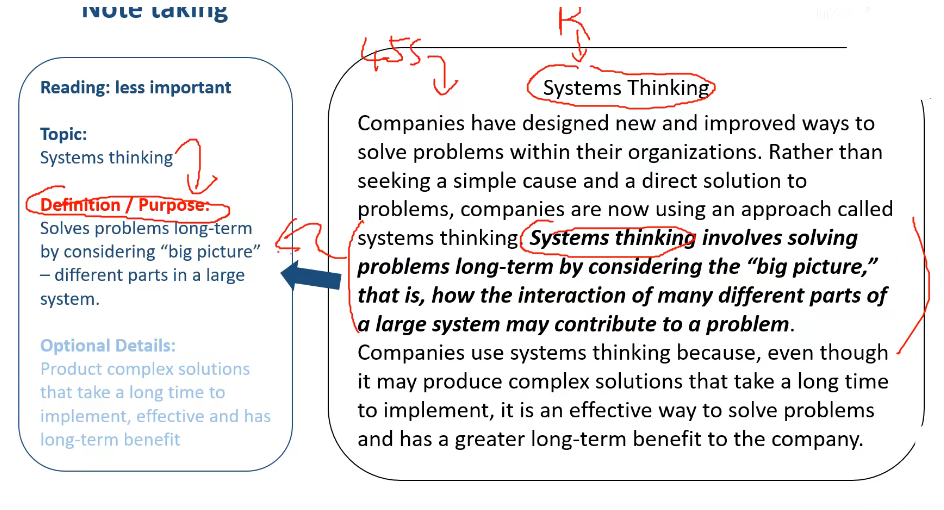 Note taking
Reading: less important
Topic:
Systems thinking
Definition / Purpose:
Solves problems long-term
by considering “big picture”
– different parts in a large
system.
Optional Details:
Product complex solutions
that take a long time to
implement, effective and has
long-term benefit
K
45s
Systems Thinking
Companies have designed new and improved ways to
solve problems within their organizations. Rather than
seeking a simple cause and a direct solution to
problems, companies are now using an approach called
systems thinking. Systems thinking involves solving
problems long-term by considering the “big picture,”
that is, how the interaction of many different parts of
a large system may contribute to a problem.
Companies use systems thinking because, even though
it may produce complex solutions that take a long time
to implement, it is an effective way to solve problems
and has a greater long-term benefit to the company.